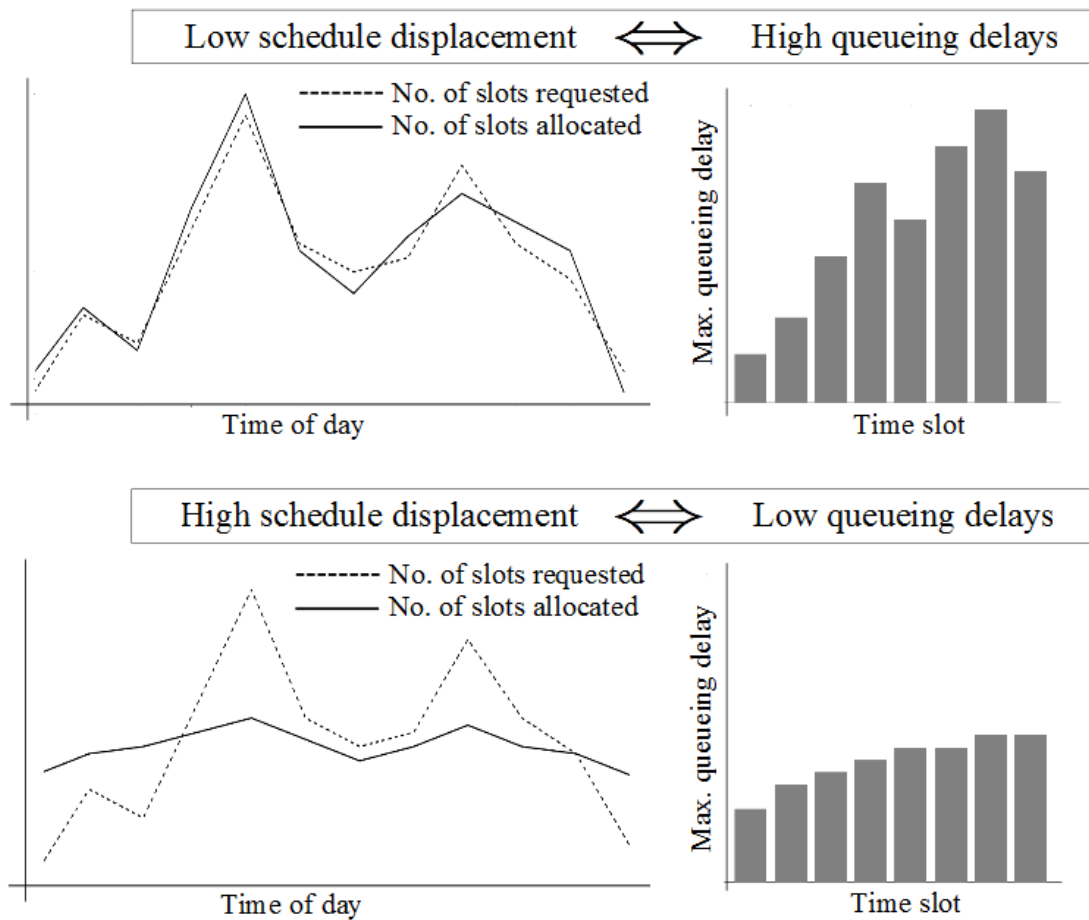 Low schedule displacement ⇔ High queueing delays
No. of slots requested
No. of slots allocated
Max. queueing delay
Time of day
Time slot
High schedule displacement ⇔ Low queueing delays
No. of slots requested
No. of slots allocated
Max. queueing delay
Time of day
Time slot